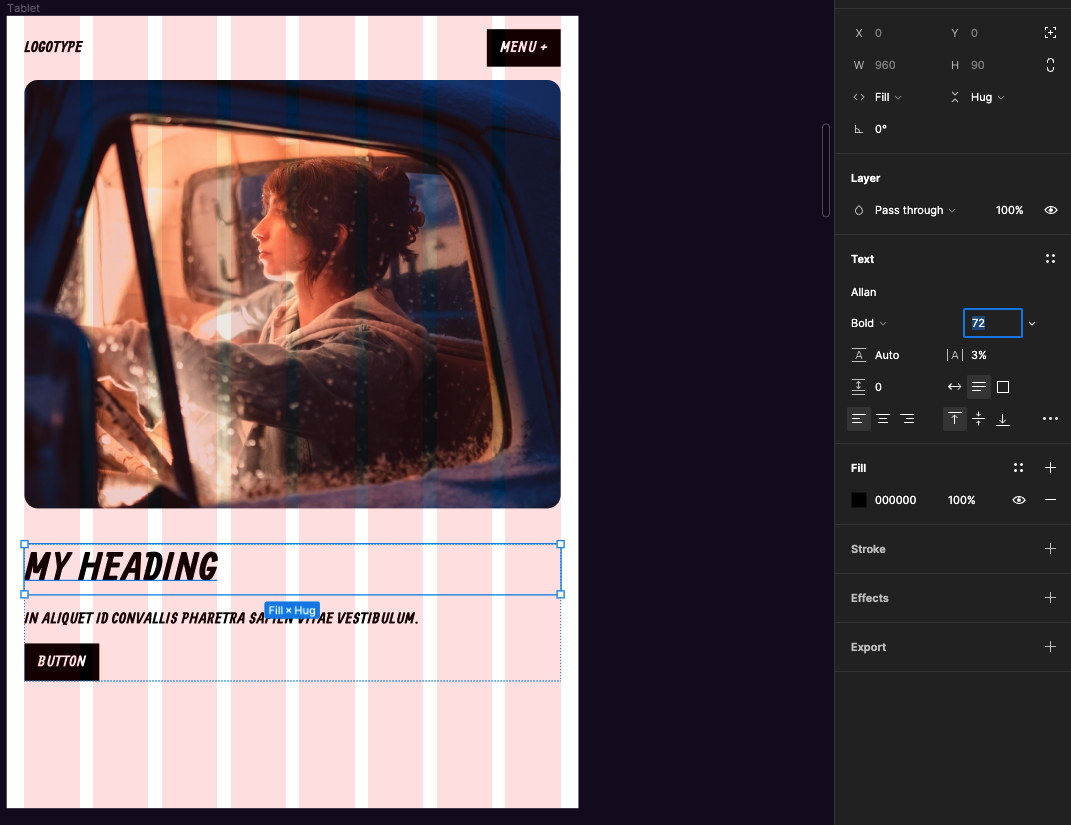 Tablet
LOGOTYPE
MENU +
MY HEADING
Fill × Hug
IN ALIQUET ID CONVALLIS PHARETRA VITAE VESTIBULUM.
BUTTON
X 0 Y 0
W 960 H 90
Fill Hug
0°
Layer
Pass through 100%
Text
Allan
Bold 72
A Auto |A| 3%
0
Fill
000000 100%
Stroke
Effects
Export